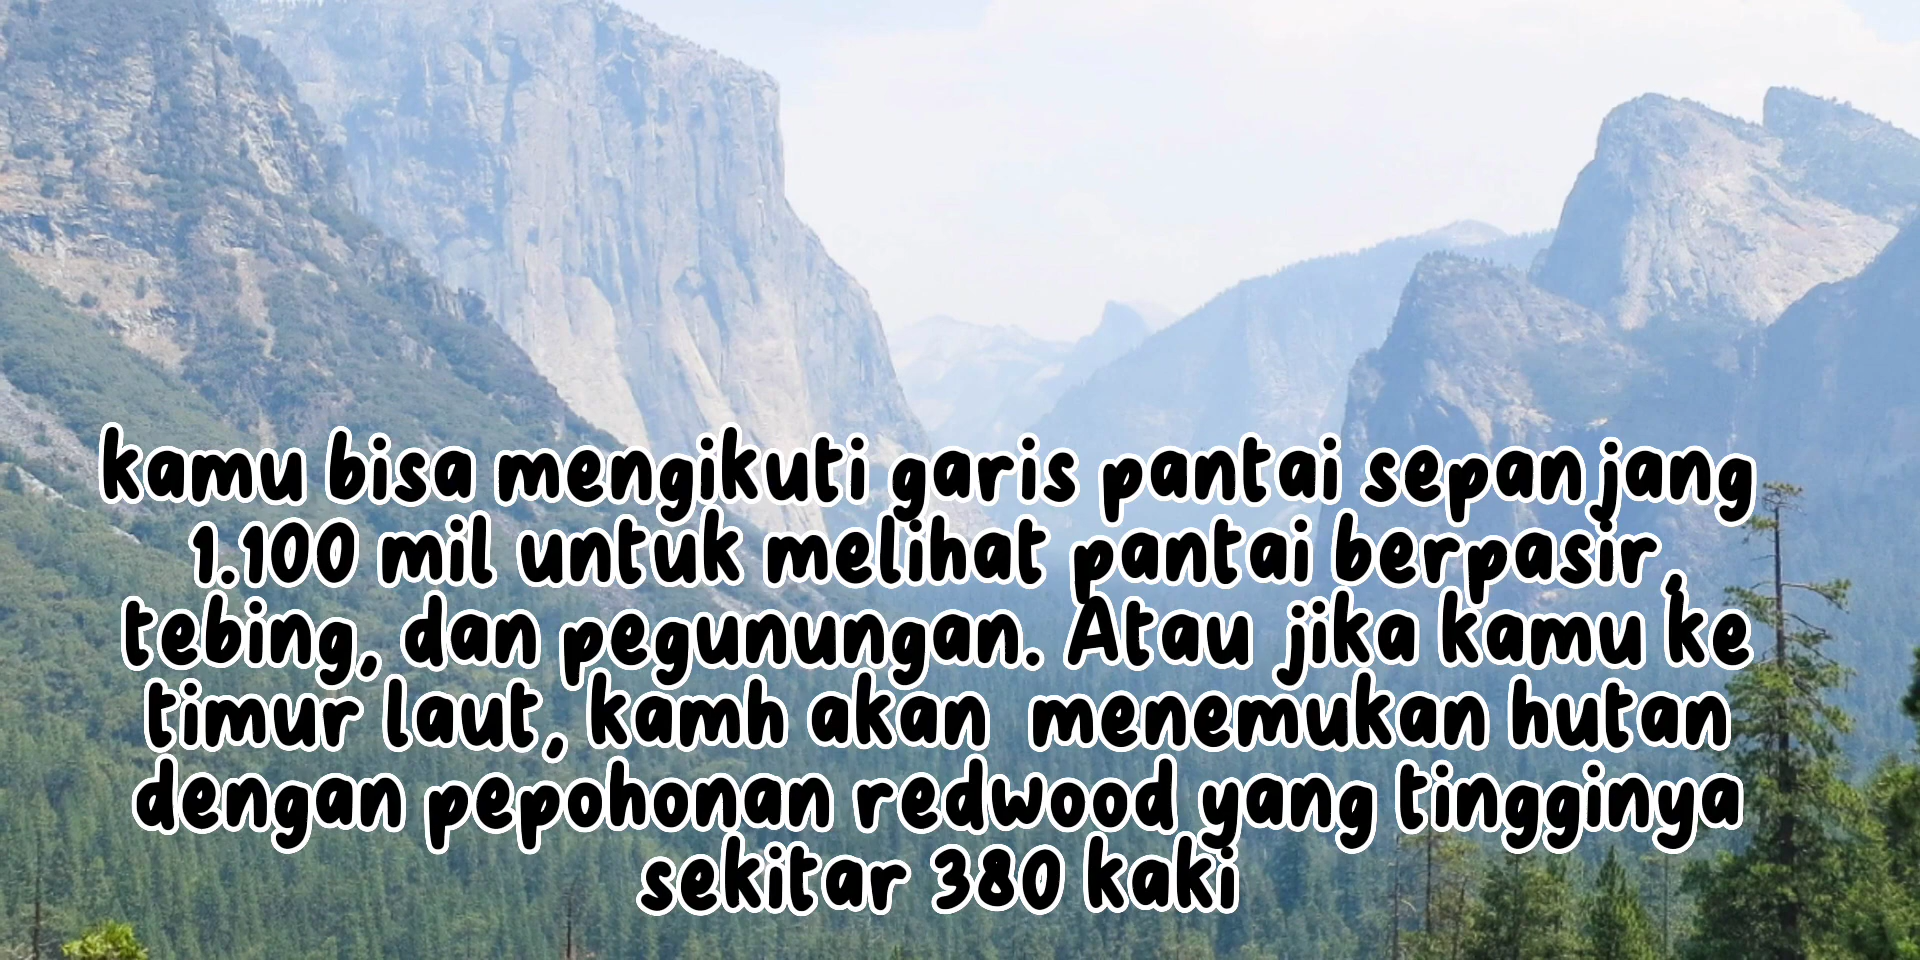 kamu bisa mengikuti garis pantai sepanjang
1.100 mil untuk melihat pantai berpasir,
tebing, dan pegunungan. Atau jika kamu ke
timur laut, kamh akan  menemukan hutan
dengan pepohonan redwood yang tingginya
sekitar 380 kaki